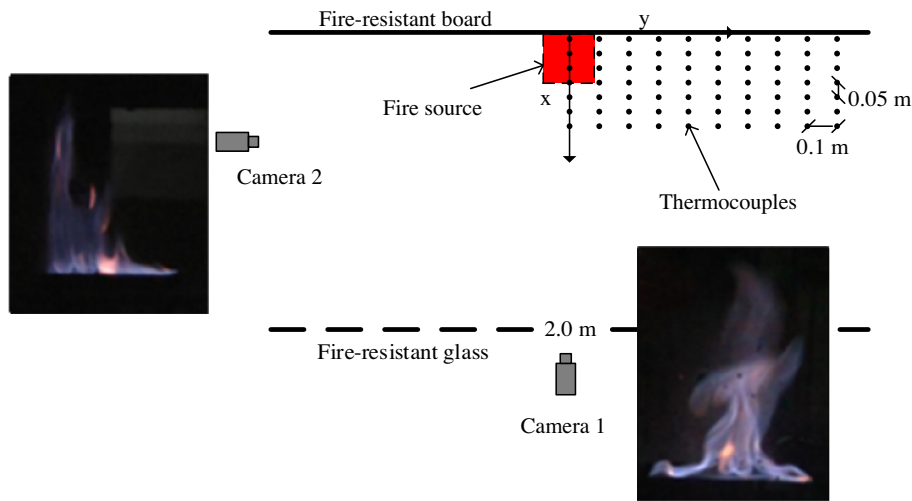 Fire-resistant board
y
Fire source
x
0.05 m
0.1 m
Camera 2
Thermocouples
2.0 m
Fire-resistant glass
Camera 1